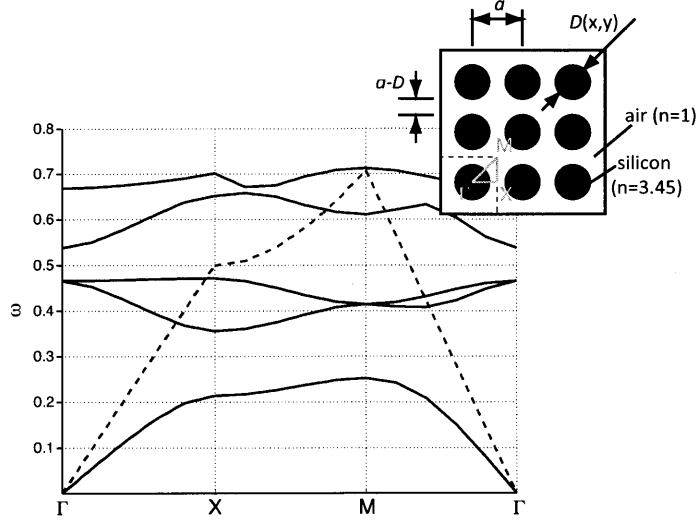 a
D(x,y)
a-D
air (n=1)
silicon
(n=3.45)
M
Γ
X
0.8
0.7
0.6
0.5
0.4
0.3
0.2
0.1
ω
Γ
X
M
Γ